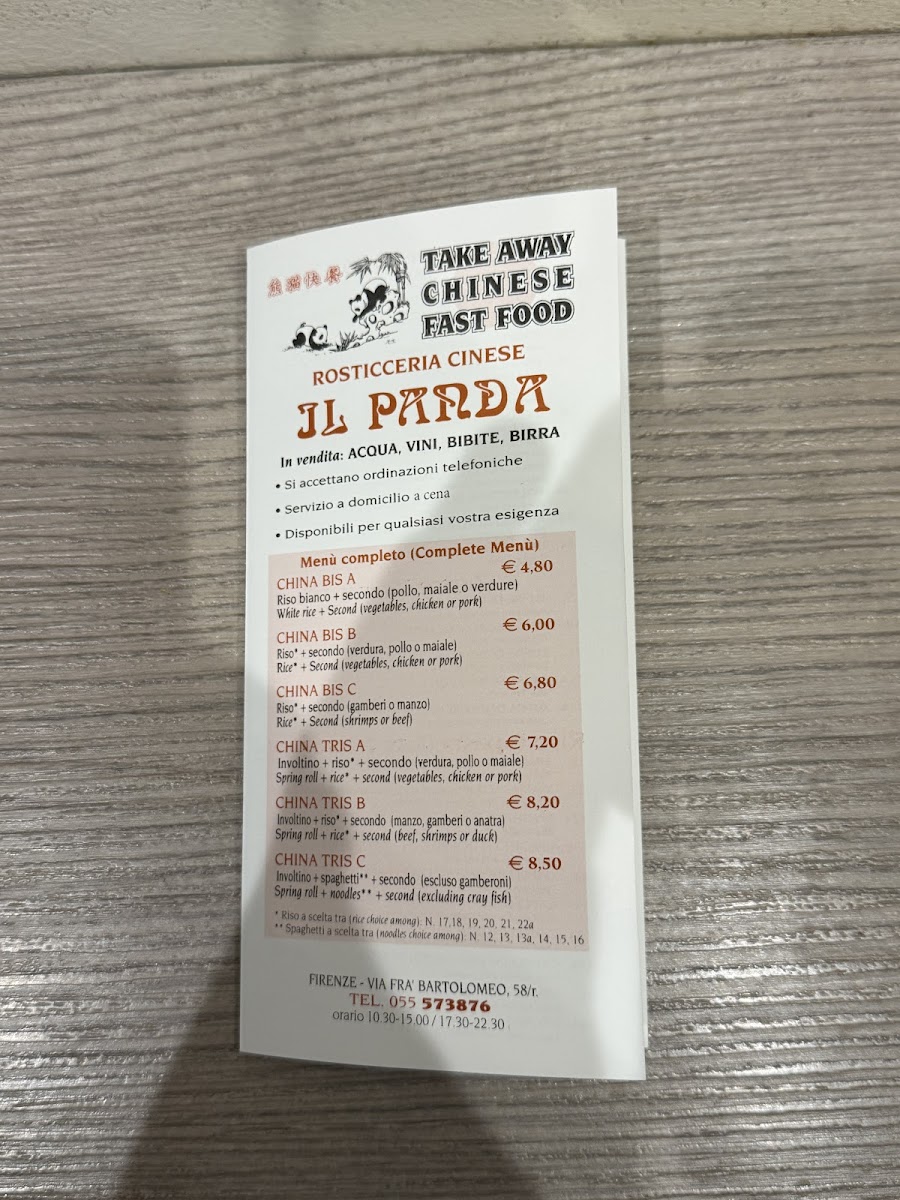 熊猫快餐
TAKE AWAY
CHINESE
FAST FOOD
ROSTICCERIA CINESE
IL PANDA
In vendita: ACQUA, VINI, BIBITE, BIRRA
• Si accettano ordinazioni telefoniche
• Servizio a domicilio a cena
• Disponibili per qualsiasi vostra esigenza
Menù completo (Complete Menù)
CHINA BIS A € 4,80
Riso bianco + secondo (pollo, maiale o verdure)
White rice + Second (vegetables, chicken or pork)
CHINA BIS B € 6,00
Riso* + secondo (verdura, pollo o maiale)
Rice* + Second (vegetables, chicken or pork)
CHINA BIS C € 6,80
Riso* + secondo (gamberi o manzo)
Rice* + Second (shrimps or beef)
CHINA TRIS A € 7,20
Involtino + riso* + secondo (verdura, pollo o maiale)
Spring roll + rice* + second (vegetables, chicken or pork)
CHINA TRIS B € 8,20
Involtino + riso* + secondo (manzo, gamberi o anatra)
Spring roll + rice* + second (beef, shrimps or duck)
CHINA TRIS C € 8,50
Involtino + spaghetti** + secondo (escluso gamberoni)
Spring roll + noodles** + second (excluding cray fish)
* Riso a scelta tra (rice choice among): N. 17,18, 19, 20, 21, 22a
** Spaghetti a scelta tra (noodles choice among): N. 12, 13, 13a, 14, 15, 16
FIRENZE - VIA FRA' BARTOLOMEO, 58/r.
TEL. 055 573876
orario 10.30-15.00 / 17.30-22.30